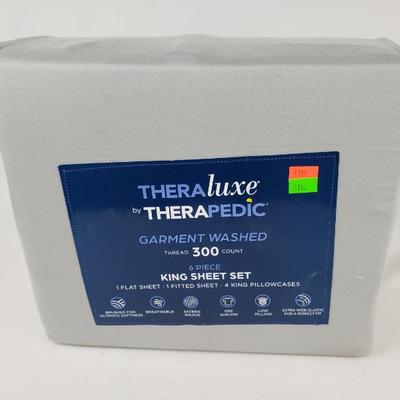 THERAluxe®
by THERAPEDIC®
GARMENT WASHED
THREAD 300 COUNT
6 PIECE
KING SHEET SET
1 FLAT SHEET · 1 FITTED SHEET · 4 KING PILLOWCASES
BRUSHED FOR ULTIMATE SOFTNESS
BREATHABLE
SATEEN WEAVE
PRE SHRUNK
LOW PILLING
EXTRA WIDE ELASTIC FOR A PERFECT FIT